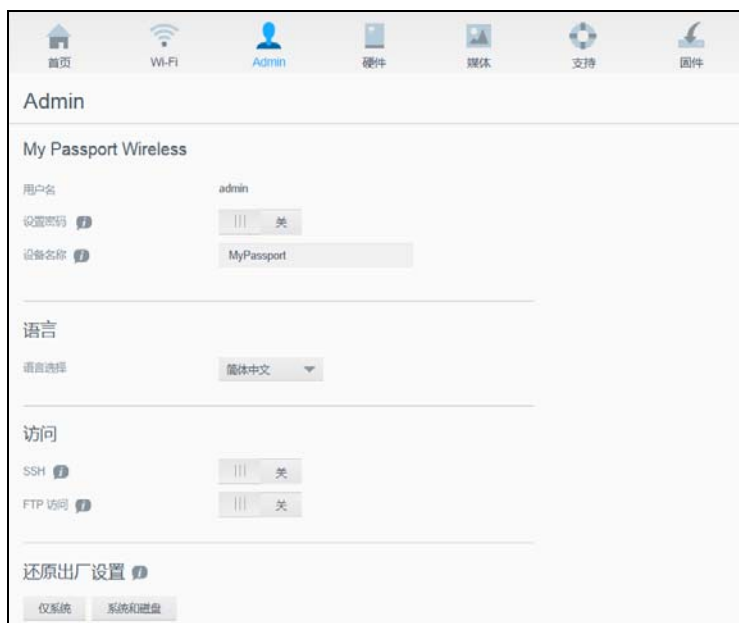 首页 Wi-Fi Admin 硬件 媒体 支持 固件
Admin
My Passport Wireless
用户名 admin
设置密码 关
设备名称 MyPassport
语言
语言选择 简体中文
访问
SSH 关
FTP 访问 关
还原出厂设置
仅系统 系统和磁盘